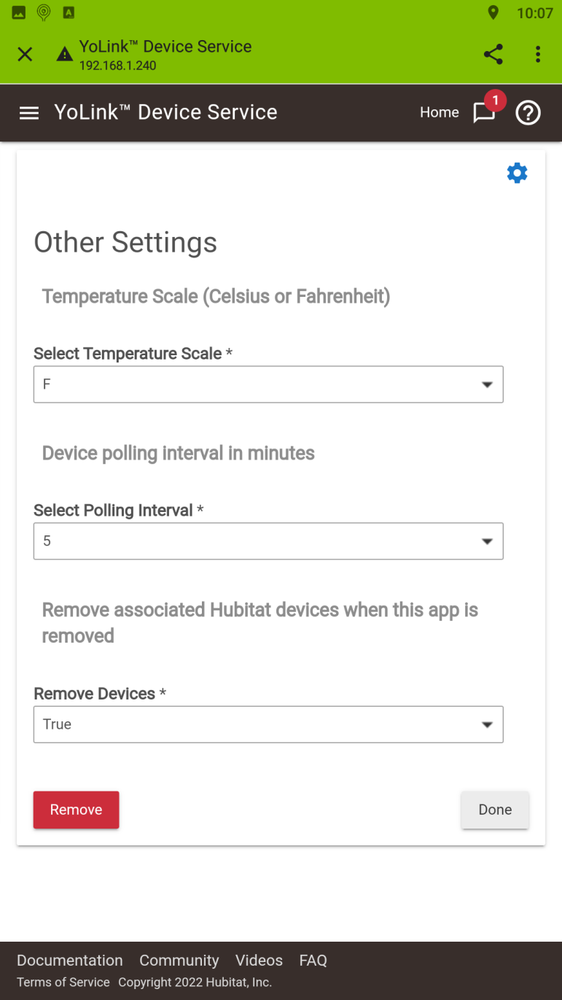 10:07
YoLink™ Device Service
192.168.1.240
YoLink™ Device Service
Home
1
Other Settings
Temperature Scale (Celsius or Fahrenheit)
Select Temperature Scale *
F
Device polling interval in minutes
Select Polling Interval *
5
Remove associated Hubitat devices when this app is
removed
Remove Devices *
True
Remove Done
Documentation Community Videos FAQ
Terms of Service Copyright 2022 Hubitat, Inc.